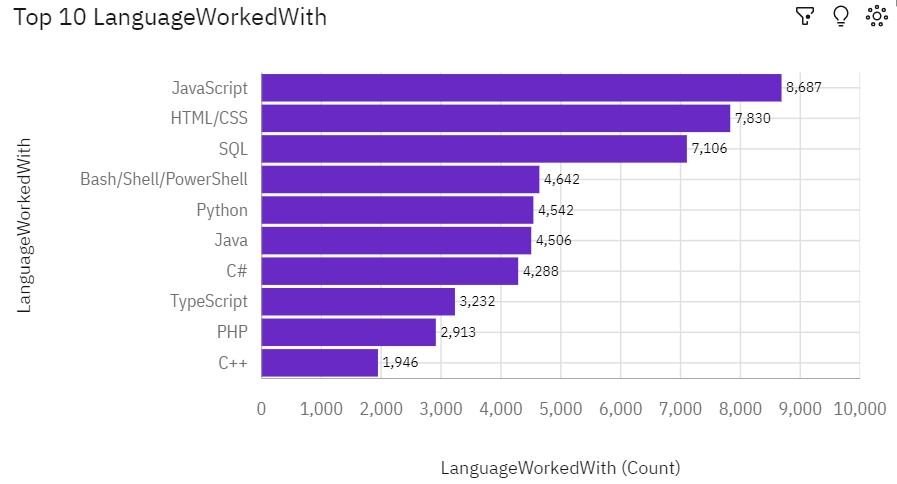 Top 10 LanguageWorkedWith
LanguageWorkedWith
JavaScript 8,687
HTML/CSS 7,830
SQL 7,106
Bash/Shell/PowerShell 4,642
Python 4,542
Java 4,506
C# 4,288
TypeScript 3,232
PHP 2,913
C++ 1,946
0 1,000 2,000 3,000 4,000 5,000 6,000 7,000 8,000 9,000 10,000
LanguageWorkedWith (Count)